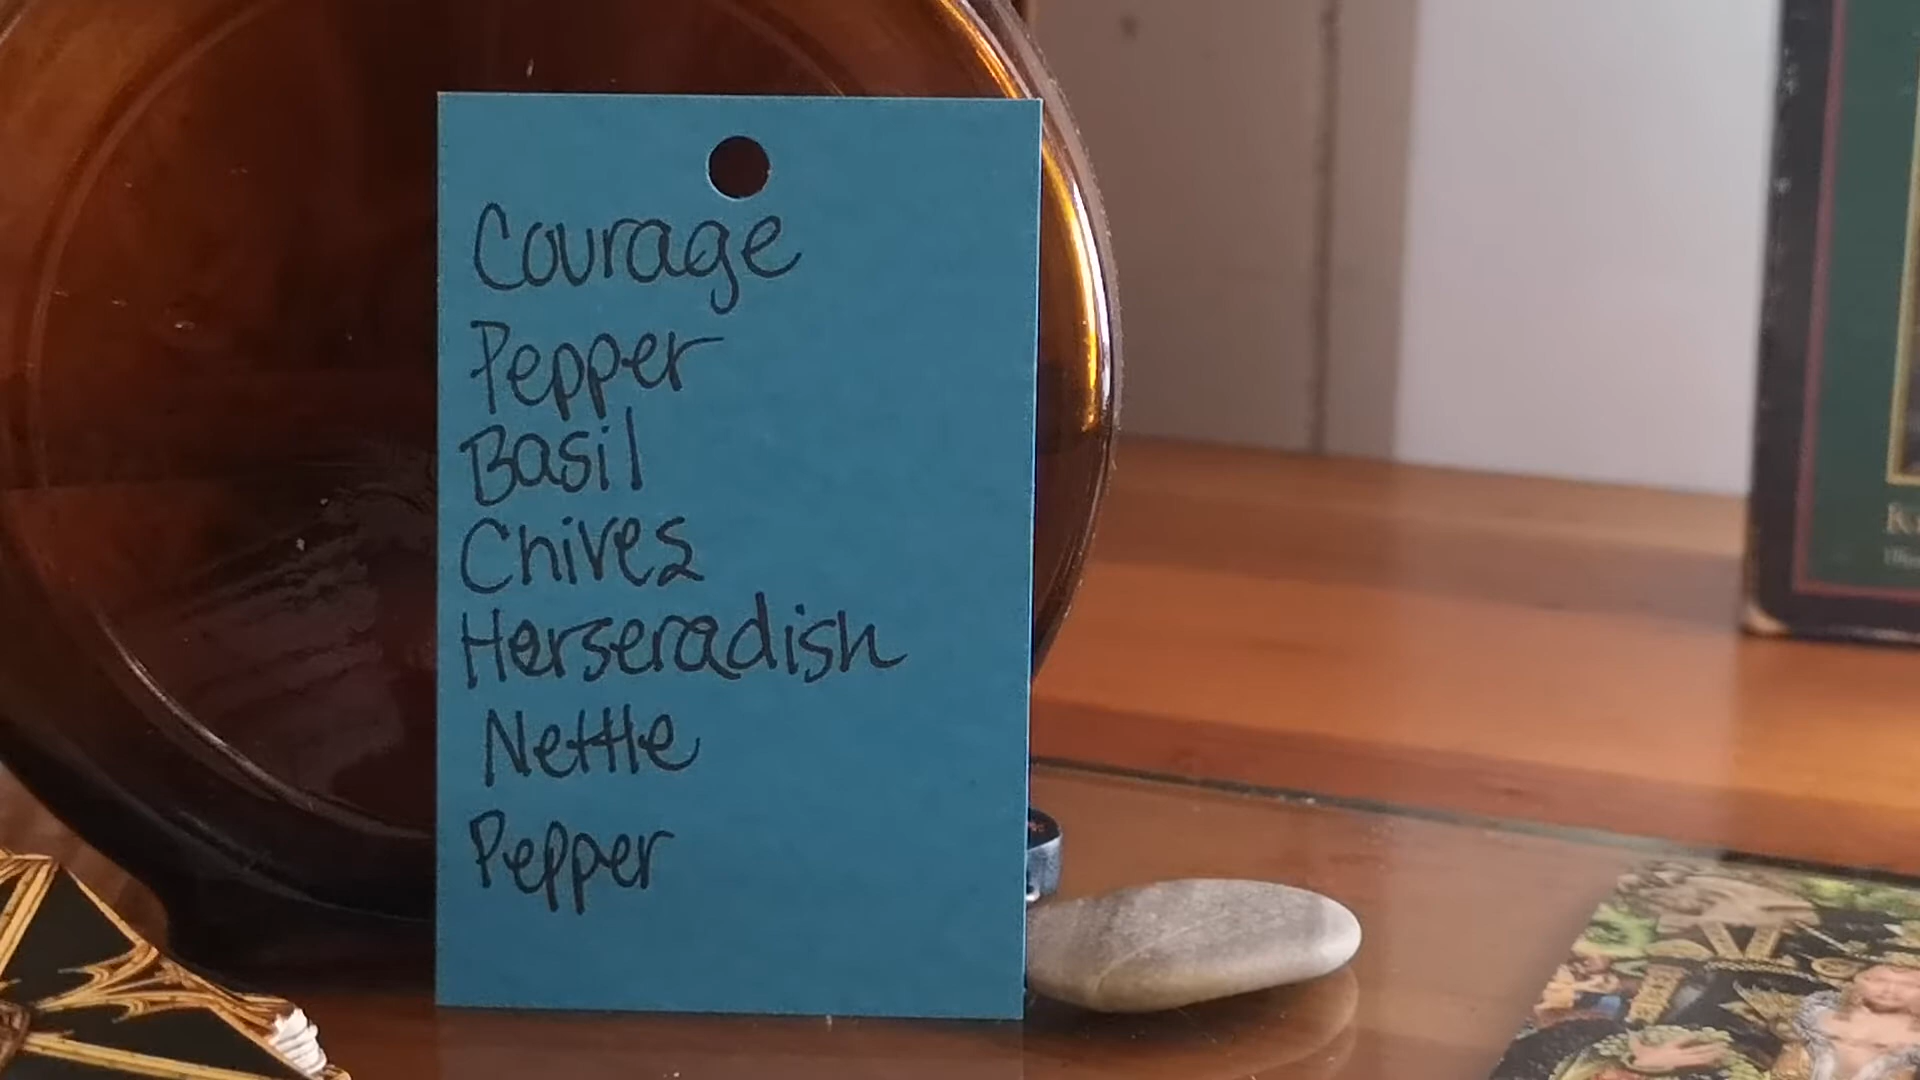 Courage
Pepper
Basil
Chives
Horseradish
Nettle
Pepper